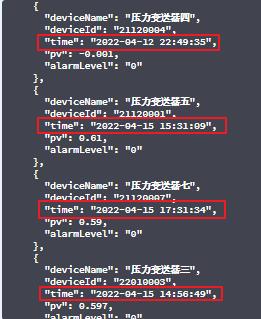 "deviceName": "压力变送器四",
"deviceId": "21120004",
"time": "2022-04-12 22:49:35",
"pv": -0.001,
"alarmLevel": "0"
},
{
"deviceName": "压力变送器五",
"deviceId": "21120001",
"time": "2022-04-15 15:31:09",
"pv": 0.61,
"alarmLevel": "0"
},
{
"deviceName": "压力变送器七",
"deviceId": "21120007",
"time": "2022-04-15 17:31:34",
"pv": 0.59,
"alarmLevel": "0"
},
{
"deviceName": "压力变送器三",
"deviceId": "22010003",
"time": "2022-04-15 14:56:49",
"pv": 0.597,
"alarmLevel": "0"